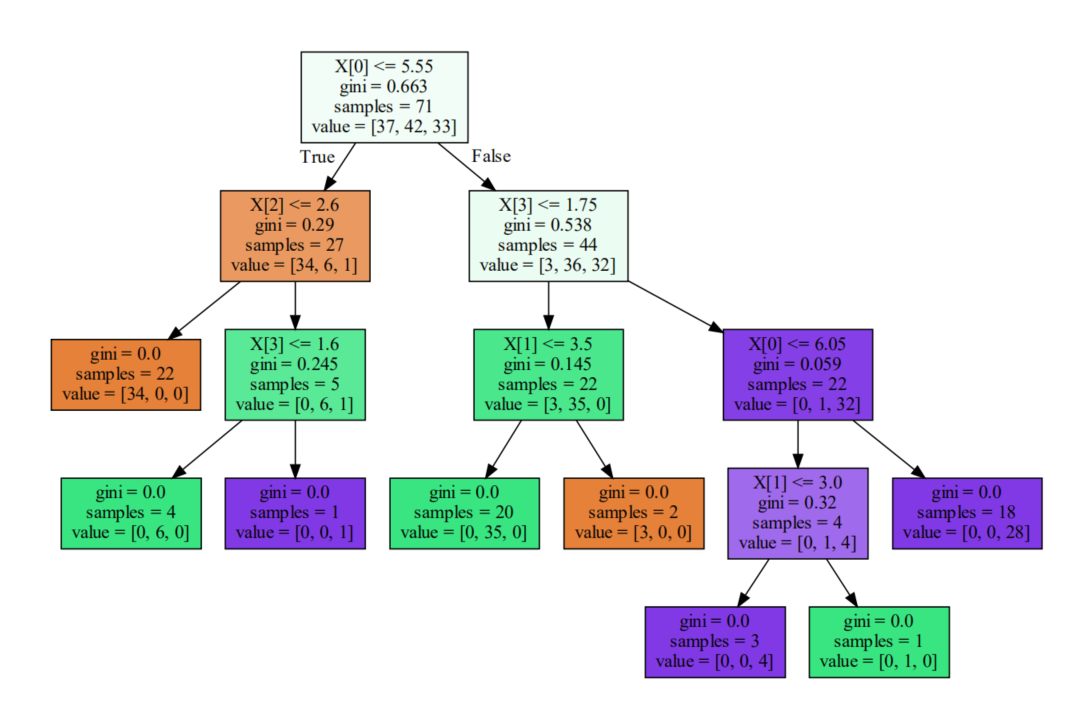 X[0] <= 5.55
gini = 0.663
samples = 71
value = [37, 42, 33]
True
False
X[2] <= 2.6
gini = 0.29
samples = 27
value = [34, 6, 1]
X[3] <= 1.75
gini = 0.538
samples = 44
value = [3, 36, 32]
gini = 0.0
samples = 22
value = [34, 0, 0]
X[3] <= 1.6
gini = 0.245
samples = 5
value = [0, 6, 1]
X[1] <= 3.5
gini = 0.145
samples = 22
value = [3, 35, 0]
X[0] <= 6.05
gini = 0.059
samples = 22
value = [0, 1, 32]
gini = 0.0
samples = 4
value = [0, 6, 0]
gini = 0.0
samples = 1
value = [0, 0, 1]
gini = 0.0
samples = 20
value = [0, 35, 0]
gini = 0.0
samples = 2
value = [3, 0, 0]
X[1] <= 3.0
gini = 0.32
samples = 4
value = [0, 1, 4]
gini = 0.0
samples = 18
value = [0, 0, 28]
gini = 0.0
samples = 3
value = [0, 0, 4]
gini = 0.0
samples = 1
value = [0, 1, 0]